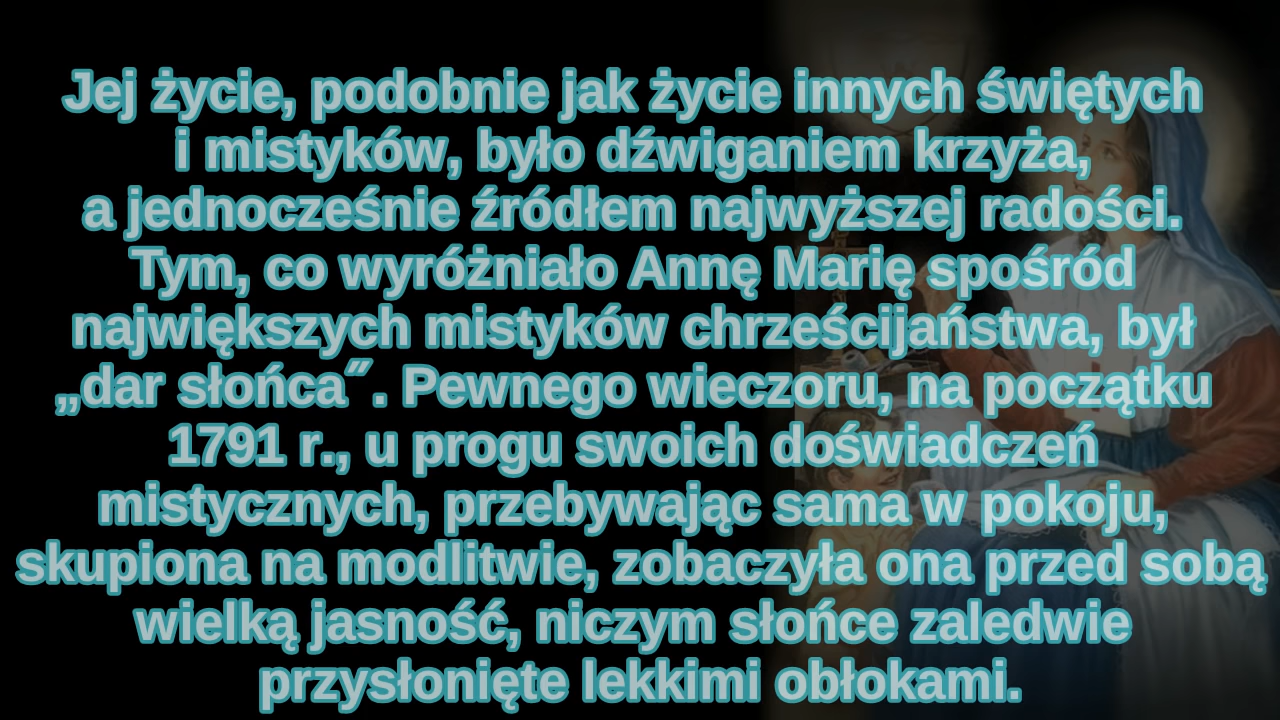 Jej życie, podobnie jak życie innych świętych
i mistyków, było dźwiganiem krzyża,
a jednocześnie źródłem najwyższej radości.
Tym, co wyróżniało Annę Marię spośród
największych mistyków chrześcijaństwa, był
„dar słońca˝. Pewnego wieczoru, na początku
1791 r., u progu swoich doświadczeń
mistycznych, przebywając sama w pokoju,
skupiona na modlitwie, zobaczyła ona przed sobą
wielką jasność, niczym słońce zaledwie
przysłonięte lekkimi obłokami.